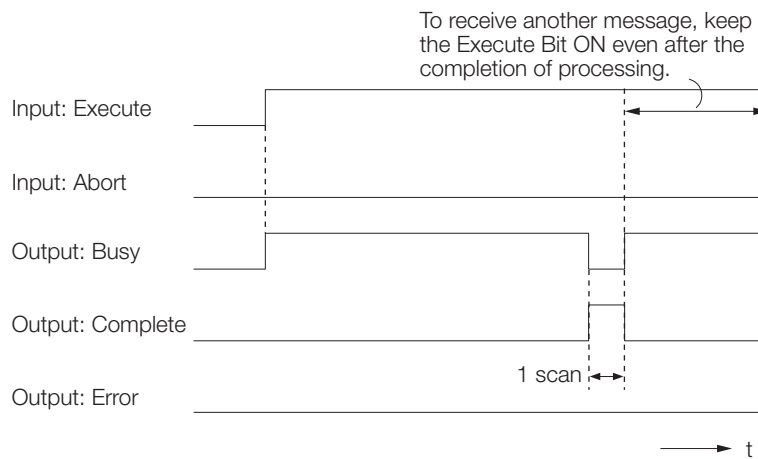 To receive another message, keep
the Execute Bit ON even after the
completion of processing.
Input: Execute
Input: Abort
Output: Busy
Output: Complete
1 scan
Output: Error
t